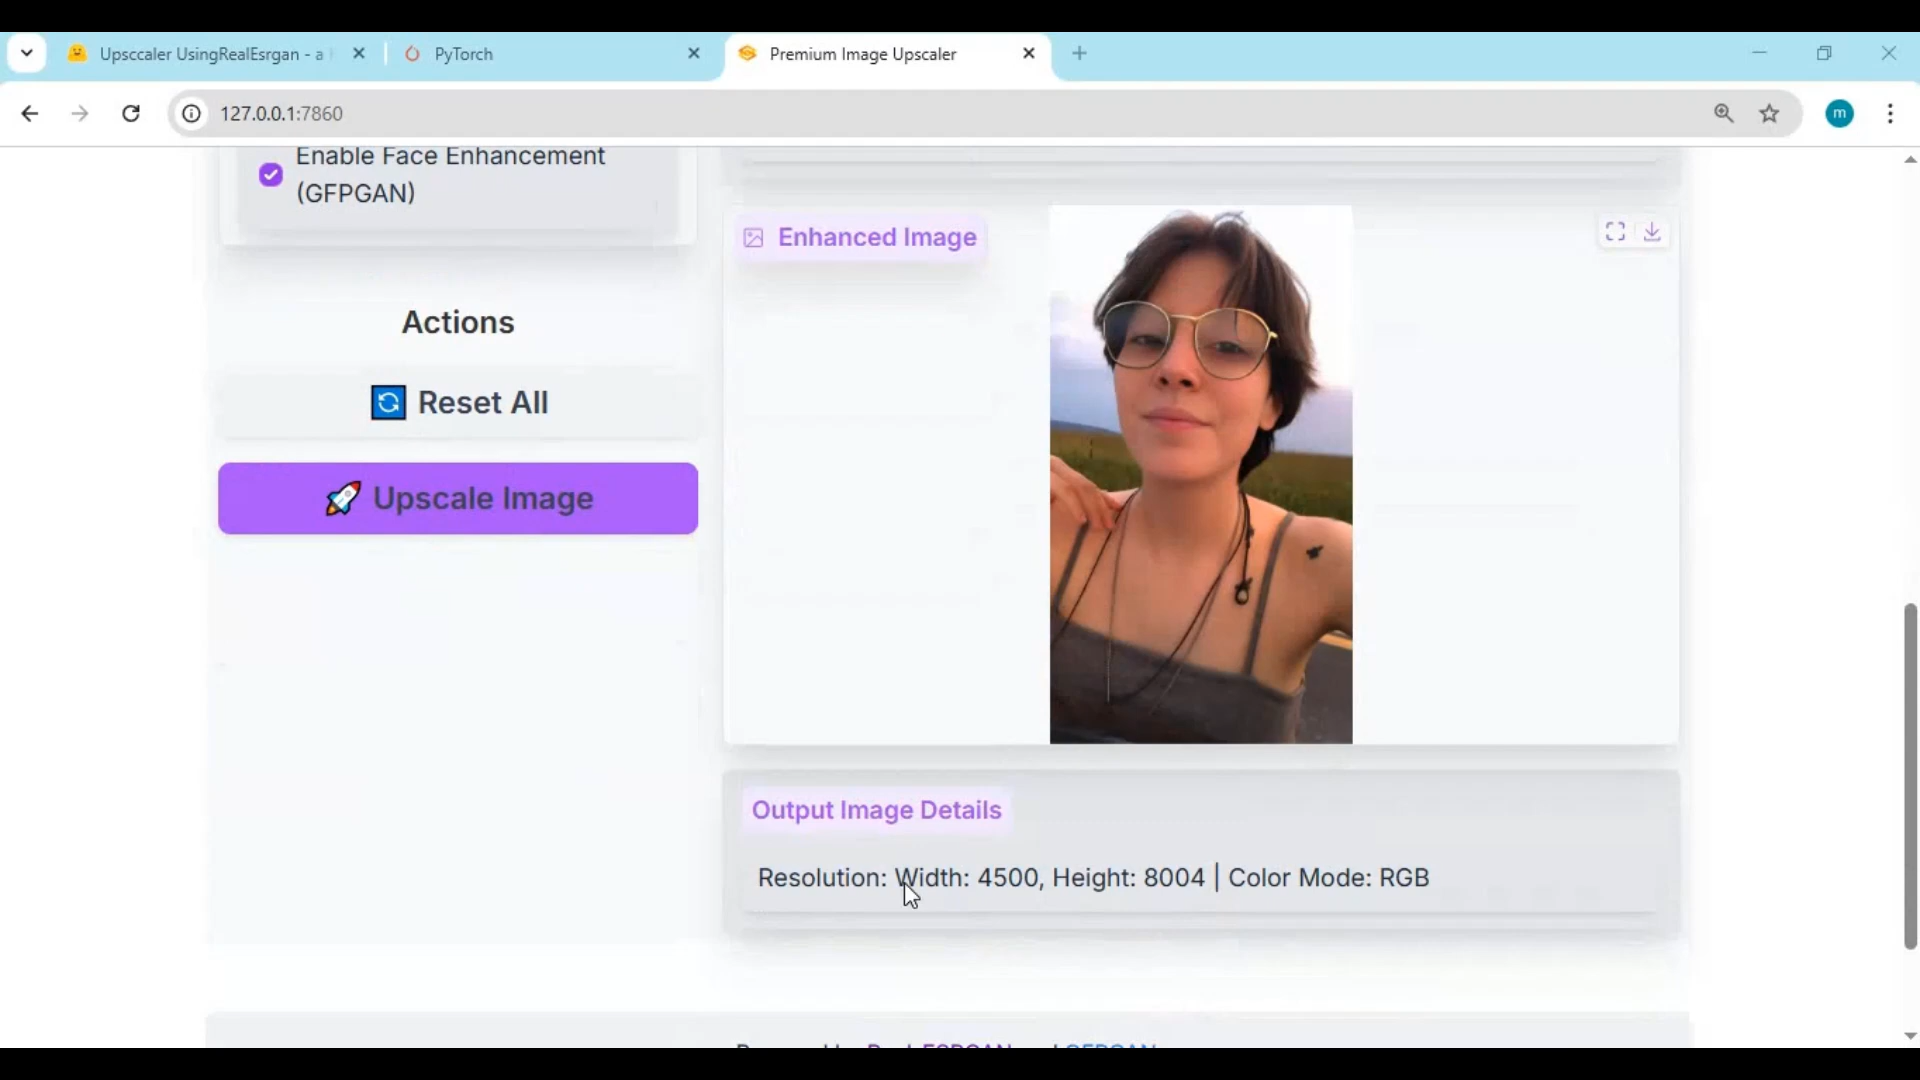 Upsccaler UsingRealEsrgan - a
PyTorch
Premium Image Upscaler
127.0.0.1:7860
m
Enable Face Enhancement
(GFPGAN)
Enhanced Image
Actions
Reset All
Upscale Image
Output Image Details
Resolution: Width: 4500, Height: 8004 | Color Mode: RGB